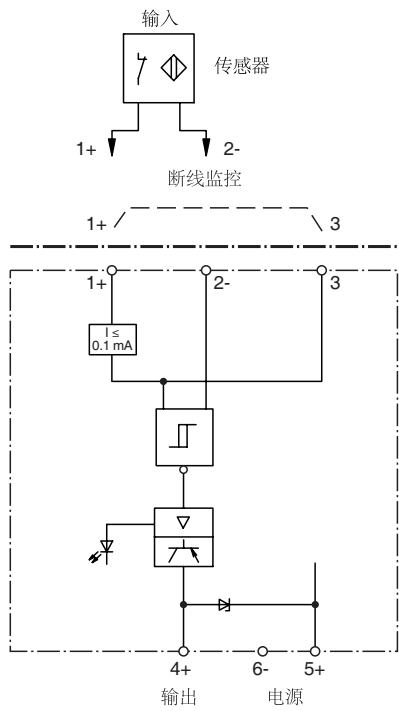 输入
传感器
1+ 2-
断线监控
1+ 3
1+ 2- 3
I ≤
0.1 mA
4+ 6- 5+
输出 电源